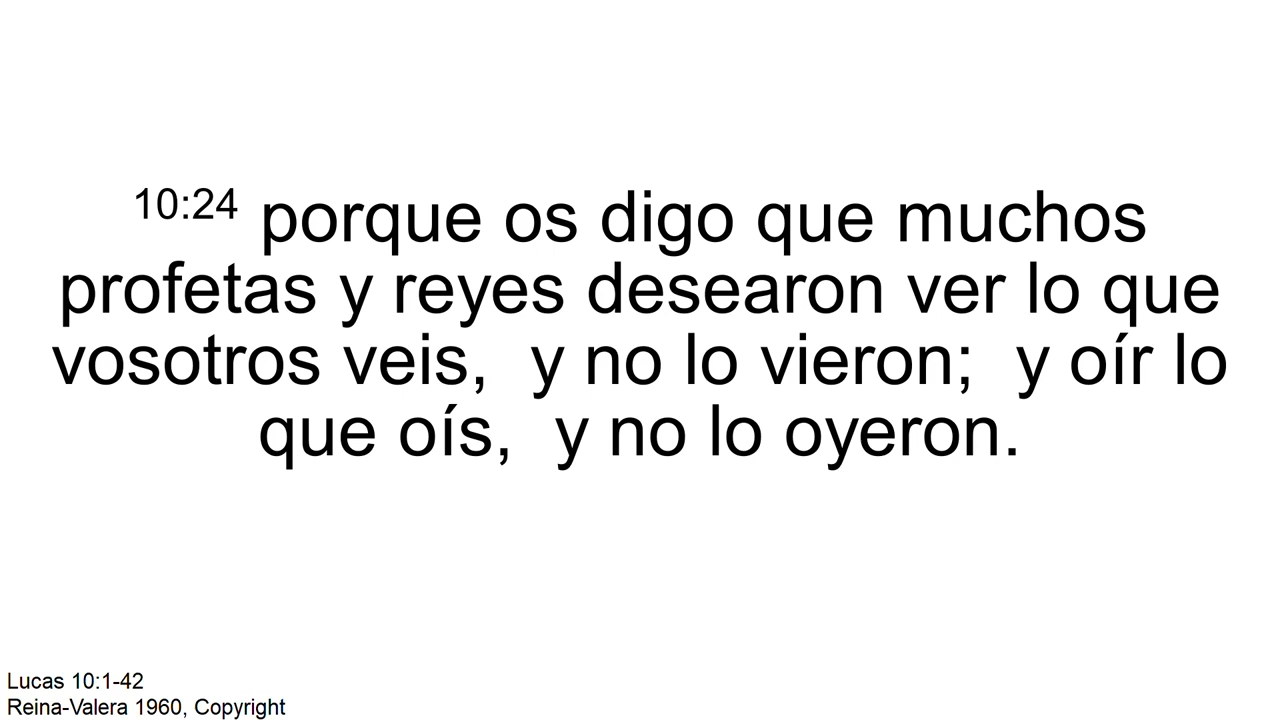 10:24 porque os digo que muchos
profetas y reyes desearon ver lo que
vosotros veis,  y no lo vieron;  y oír lo
que oís,  y no lo oyeron.
Lucas 10:1-42
Reina-Valera 1960, Copyright